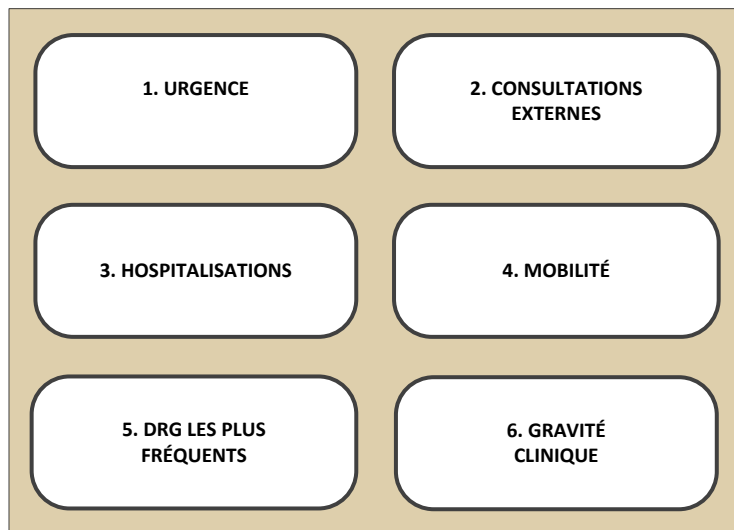 1. URGENCE
2. CONSULTATIONS
EXTERNES
3. HOSPITALISATIONS
4. MOBILITÉ
5. DRG LES PLUS
FRÉQUENTS
6. GRAVITÉ
CLINIQUE